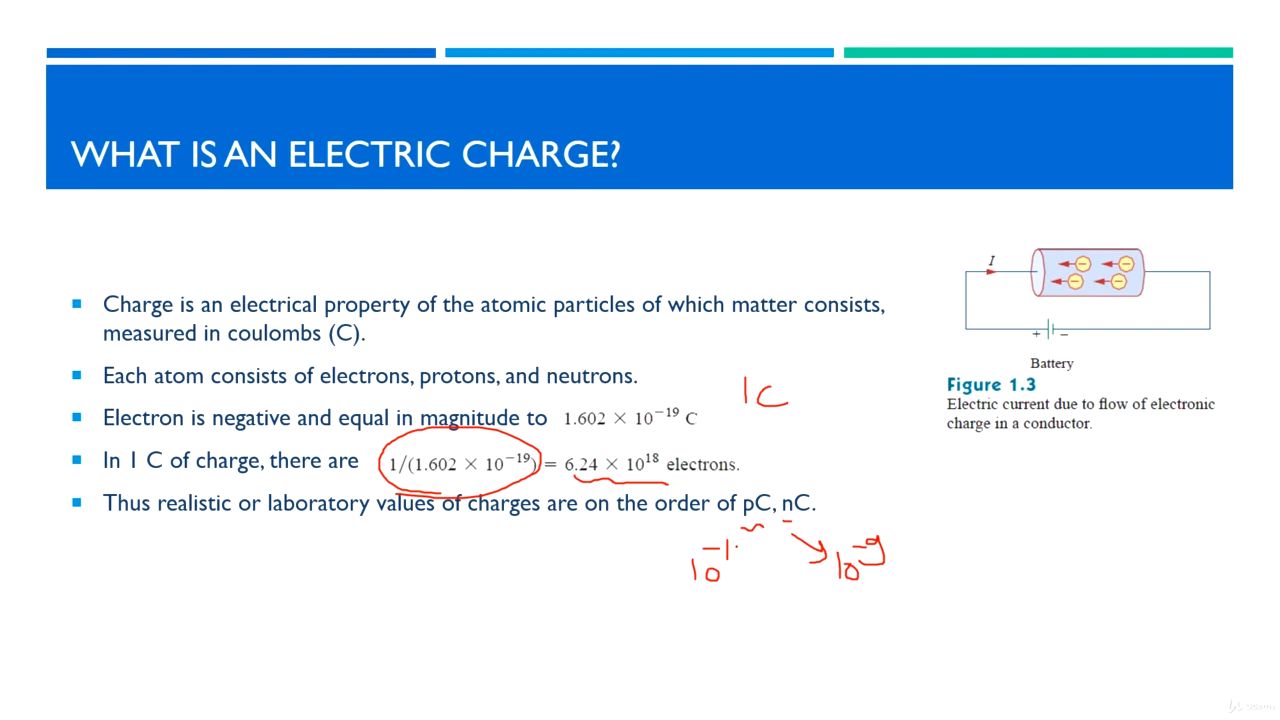 WHAT IS AN ELECTRIC CHARGE?
Charge is an electrical property of the atomic particles of which matter consists,
measured in coulombs (C).
Each atom consists of electrons, protons, and neutrons.
Electron is negative and equal in magnitude to 1.602 × 10⁻¹⁹ C
1C
In 1 C of charge, there are 1/(1.602 × 10⁻¹⁹) = 6.24 × 10¹⁸ electrons.
Thus realistic or laboratory values of charges are on the order of pC, nC.
10⁻¹
10⁻⁹
I
+ −
Battery
Figure 1.3
Electric current due to flow of electronic
charge in a conductor.